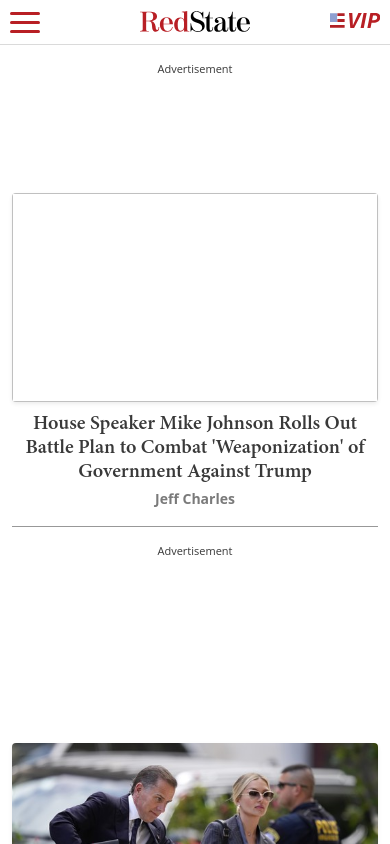 RedState
VIP
Advertisement
House Speaker Mike Johnson Rolls Out
Battle Plan to Combat 'Weaponization' of
Government Against Trump
Jeff Charles
Advertisement
POLICE